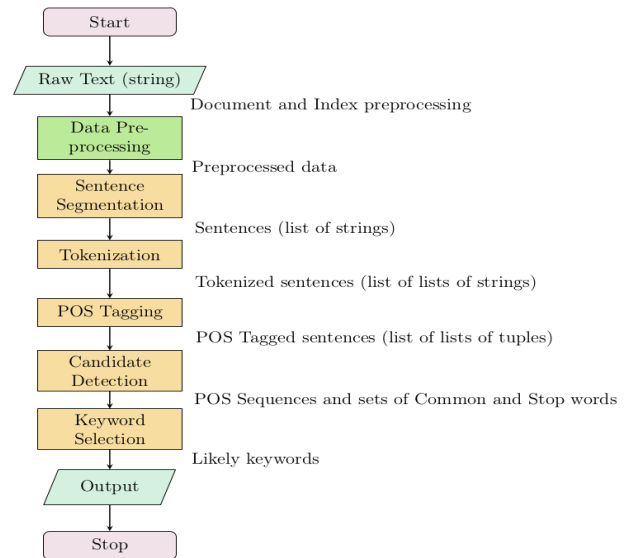 Start
Raw Text (string)
Document and Index preprocessing
Data Pre-
processing
Preprocessed data
Sentence
Segmentation
Sentences (list of strings)
Tokenization
Tokenized sentences (list of lists of strings)
POS Tagging
POS Tagged sentences (list of lists of tuples)
Candidate
Detection
POS Sequences and sets of Common and Stop words
Keyword
Selection
Likely keywords
Output
Stop